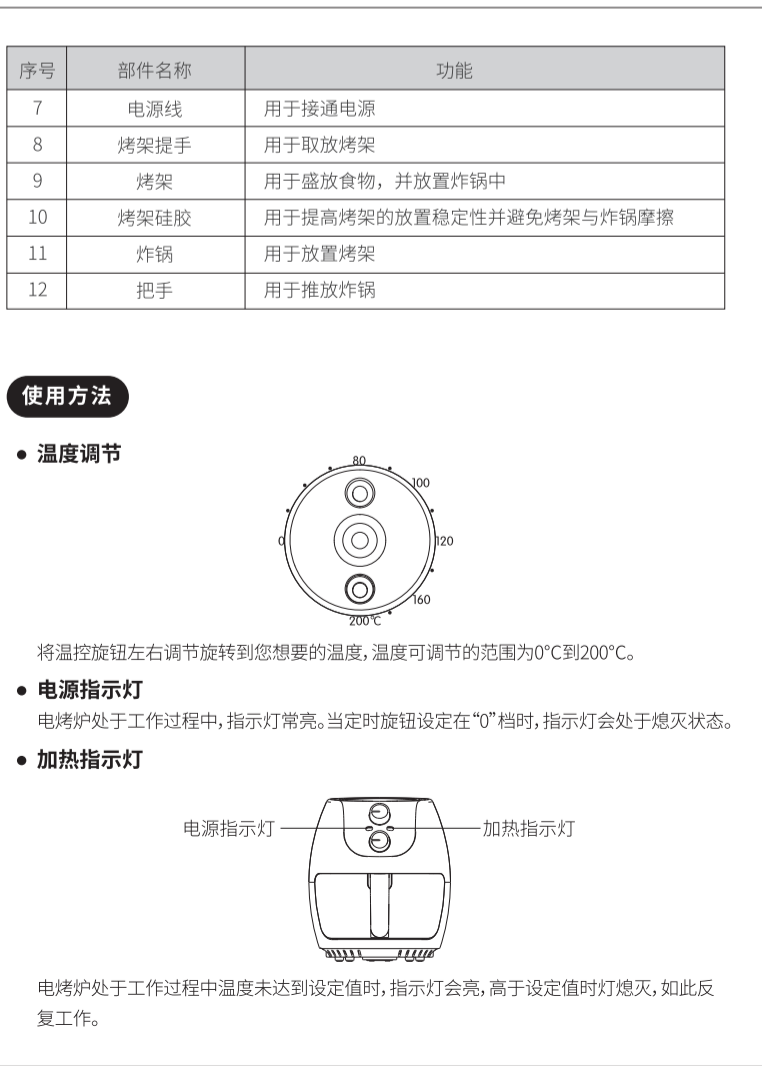 序号 部件名称 功能
7 电源线 用于接通电源
8 烤架提手 用于取放烤架
9 烤架 用于盛放食物，并放置炸锅中
10 烤架硅胶 用于提高烤架的放置稳定性并避免烤架与炸锅摩擦
11 炸锅 用于放置烤架
12 把手 用于推放炸锅
使用方法
● 温度调节
80
100
0
120
160
200℃
将温控旋钮左右调节旋转到您想要的温度，温度可调节的范围为0°C到200°C。
● 电源指示灯
电烤炉处于工作过程中，指示灯常亮。当定时旋钮设定在“0”档时，指示灯会处于熄灭状态。
● 加热指示灯
电源指示灯 加热指示灯
电烤炉处于工作过程中温度未达到设定值时，指示灯会亮，高于设定值时灯熄灭，如此反
复工作。